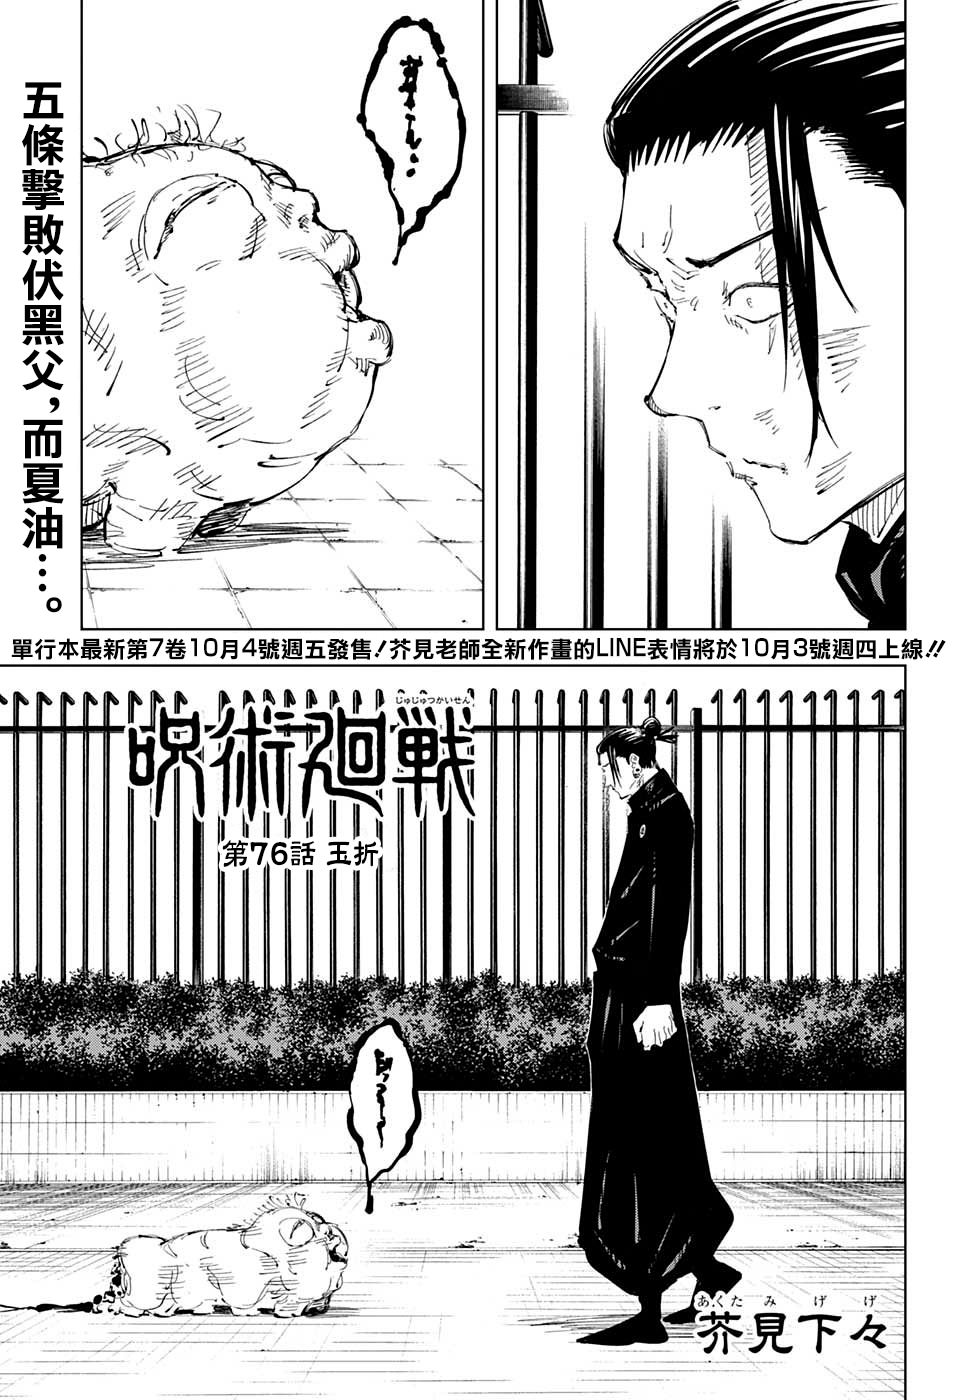 五條擊敗伏黑父，而夏油…。
單行本最新第7卷10月4號週五發售！芥見老師全新作畫的LINE表情將於10月3號週四上線！！
じゅじゅつかいせん
呪術廻戦
第76話 玉折
あくたみげげ
芥見下々